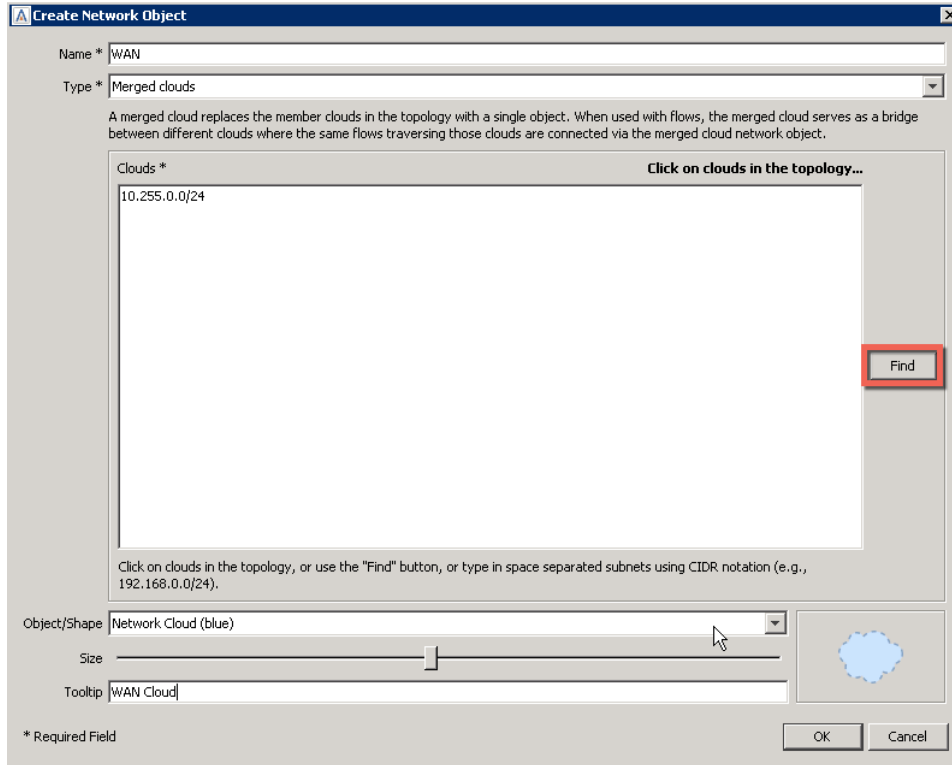 Create Network Object
Name * WAN
Type * Merged clouds
A merged cloud replaces the member clouds in the topology with a single object. When used with flows, the merged cloud serves as a bridge
between different clouds where the same flows traversing those clouds are connected via the merged cloud network object.
Clouds * Click on clouds in the topology...
10.255.0.0/24
Find
Click on clouds in the topology, or use the "Find" button, or type in space separated subnets using CIDR notation (e.g.,
192.168.0.0/24).
Object/Shape Network Cloud (blue)
Size
Tooltip WAN Cloud
* Required Field OK Cancel